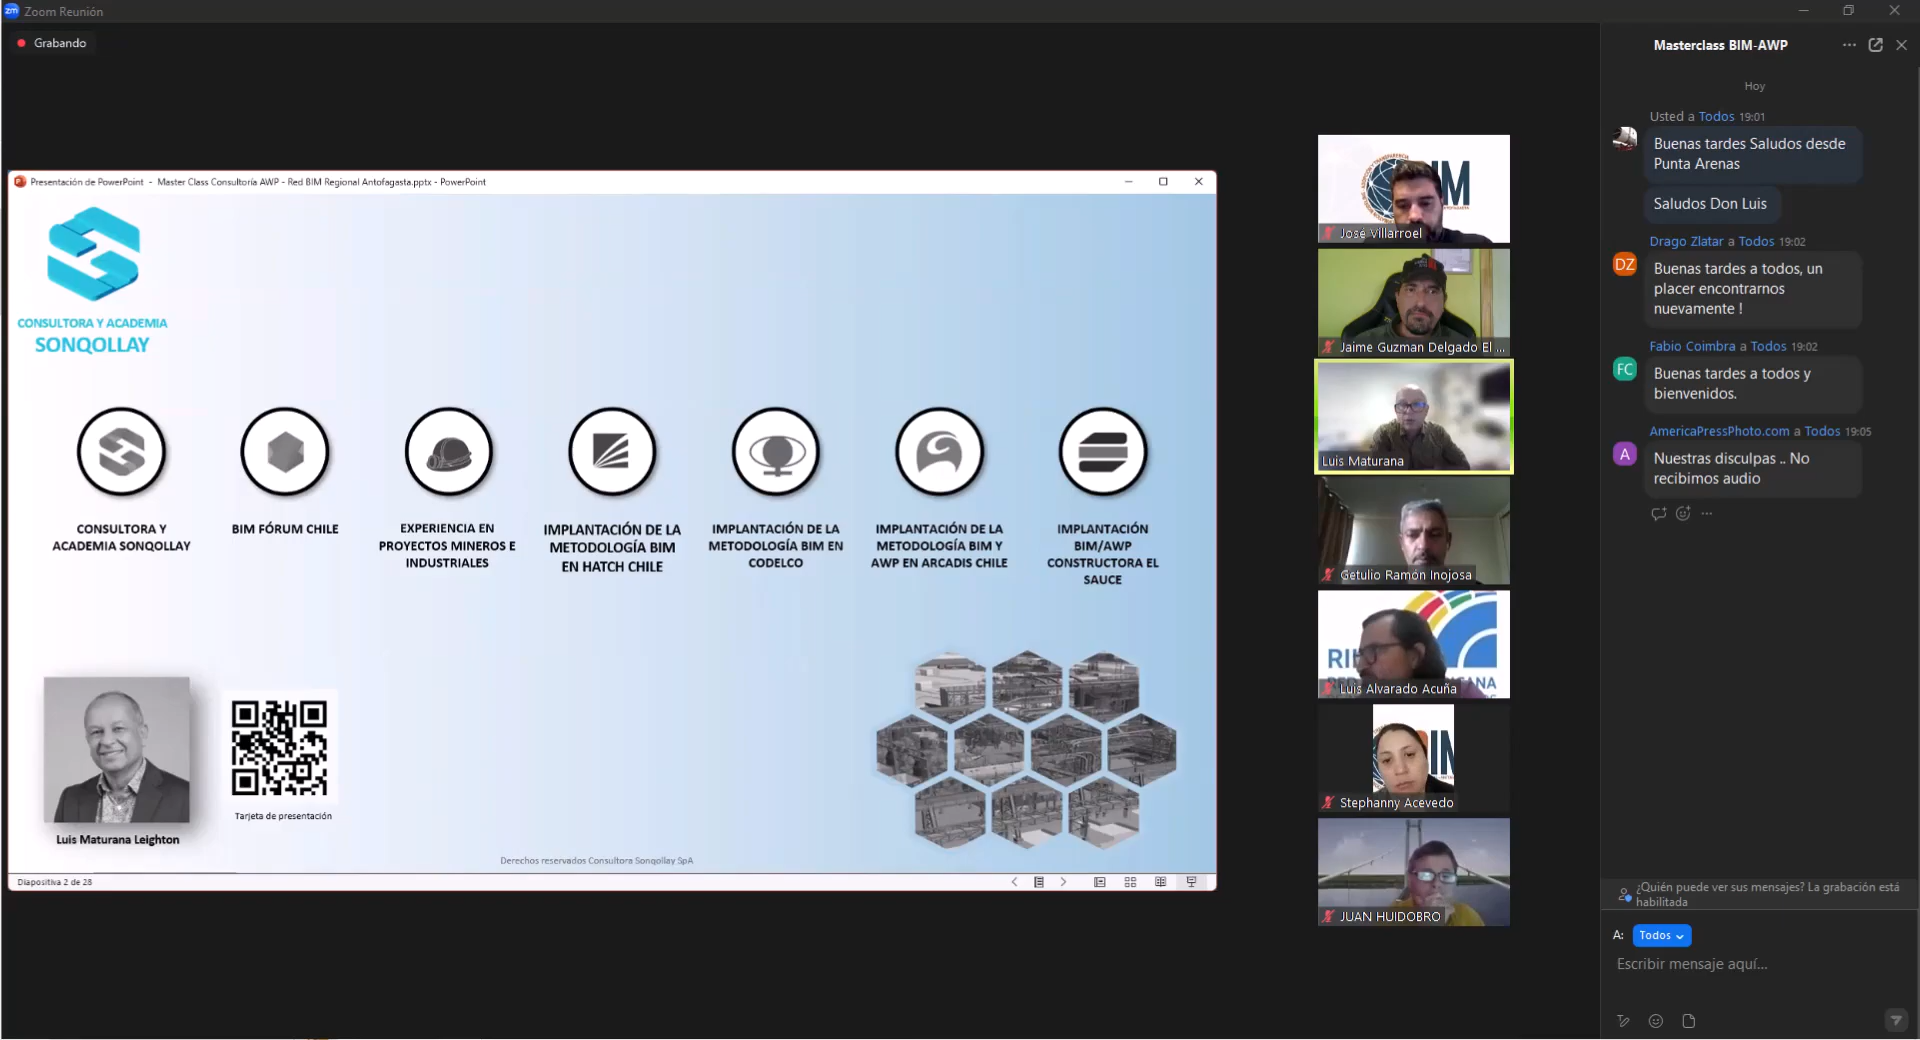 Zoom Reunión
Grabando
Presentación de PowerPoint - Master Class Consultoría AWP - Red BIM Regional Antofagasta.pptx - PowerPoint
CONSULTORA Y ACADEMIA
SONQOLLAY
CONSULTORA Y
ACADEMIA SONQOLLAY
BIM FÓRUM CHILE
EXPERIENCIA EN
PROYECTOS MINEROS E
INDUSTRIALES
IMPLANTACIÓN DE LA
METODOLOGÍA BIM
EN HATCH CHILE
IMPLANTACIÓN DE LA
METODOLOGÍA BIM EN
CODELCO
IMPLANTACIÓN DE LA
METODOLOGÍA BIM Y
AWP EN ARCADIS CHILE
IMPLANTACIÓN
BIM/AWP
CONSTRUCTORA EL
SAUCE
Luis Maturana Leighton
Tarjeta de presentación
Derechos reservados Consultora Sonqollay SpA
Diapositiva 2 de 28
José Villarroel
Jaime Guzman Delgado El ...
Luis Maturana
Getulio Ramón Inojosa
Luis Alvarado Acuña
Stephanny Acevedo
JUAN HUIDOBRO
Masterclass BIM-AWP
Hoy
Usted a Todos 19:01
Buenas tardes Saludos desde
Punta Arenas
Saludos Don Luis
Drago Zlatar a Todos 19:02
DZ
Buenas tardes a todos, un
placer encontrarnos
nuevamente !
Fabio Coimbra a Todos 19:02
FC
Buenas tardes a todos y
bienvenidos.
AmericaPressPhoto.com a Todos 19:05
A
Nuestras disculpas .. No
recibimos audio
¿Quién puede ver sus mensajes? La grabación está
habilitada
A: Todos
Escribir mensaje aquí...